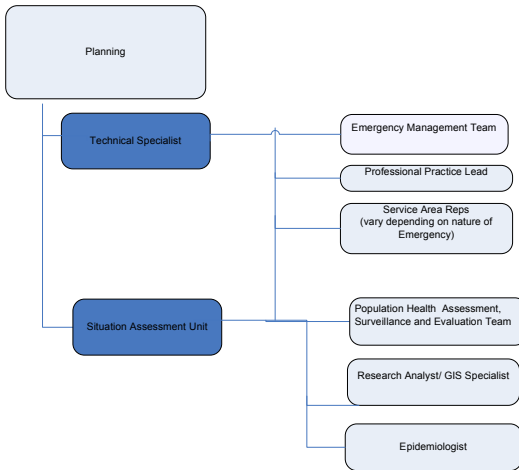 Planning
Technical Specialist
Emergency Management Team
Professional Practice Lead
Service Area Reps
(vary depending on nature of
Emergency)
Situation Assessment Unit
Population Health Assessment,
Surveillance and Evaluation Team
Research Analyst/ GIS Specialist
Epidemiologist